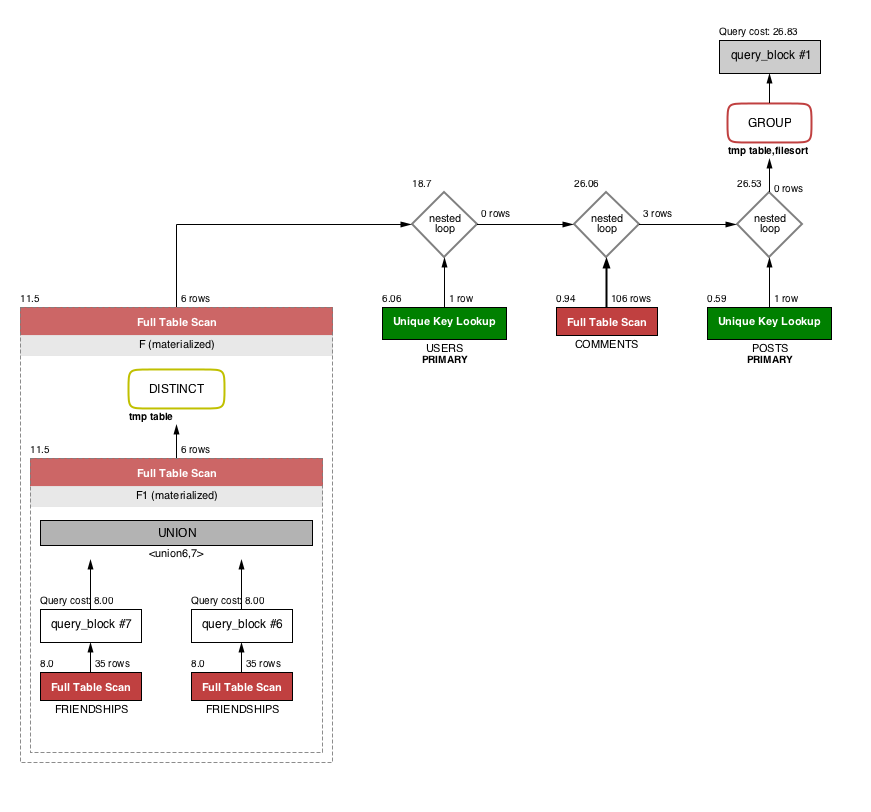 Query cost: 26.83
query_block #1
GROUP
tmp table,filesort
18.7
nested
loop
0 rows
26.06
nested
loop
3 rows
26.53
0 rows
nested
loop
11.5
6 rows
Full Table Scan
F (materialized)
6.06
1 row
Unique Key Lookup
USERS
PRIMARY
0.94
106 rows
Full Table Scan
COMMENTS
0.59
1 row
Unique Key Lookup
POSTS
PRIMARY
DISTINCT
tmp table
11.5
6 rows
Full Table Scan
F1 (materialized)
UNION
<union6,7>
Query cost: 8.00
query_block #7
8.0
35 rows
Full Table Scan
FRIENDSHIPS
Query cost: 8.00
query_block #6
8.0
35 rows
Full Table Scan
FRIENDSHIPS